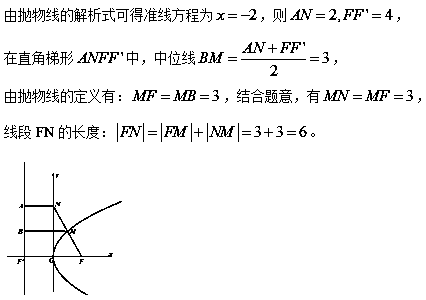 由抛物线的解析式可得准线方程为 x=-2，则 AN=2,FF'=4，
在直角梯形 ANFF' 中，中位线 BM = (AN+FF')/2 = 3，
由抛物线的定义有：MF=MB=3，结合题意，有 MN=MF=3，
线段 FN 的长度：|FN|=|FM|+|NM|=3+3=6。
y
A N
B M
F' O F x